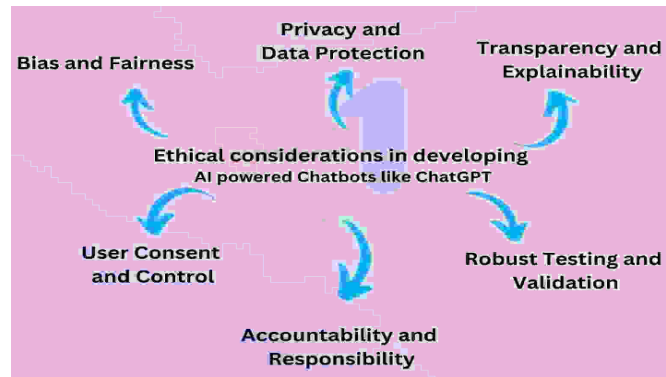 Privacy and
Data Protection
Bias and Fairness
Transparency and
Explainability
1
Ethical considerations in developing
AI powered Chatbots like ChatGPT
User Consent
and Control
Robust Testing and
Validation
Accountability and
Responsibility